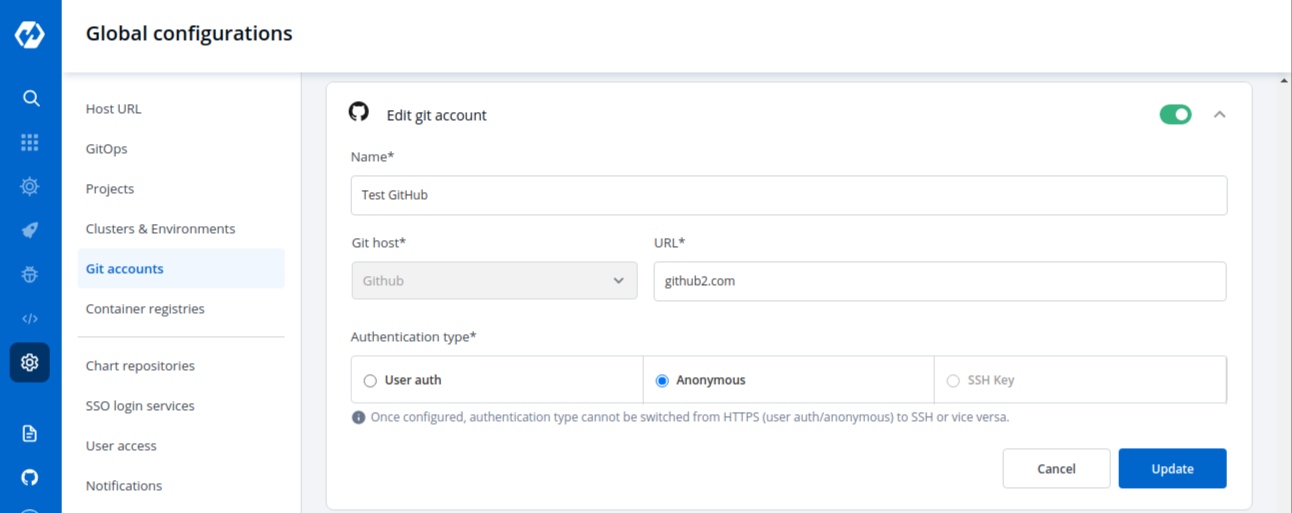 Global configurations
Host URL
GitOps
Projects
Clusters & Environments
Git accounts
Container registries
Chart repositories
SSO login services
User access
Notifications
Edit git account
Name*
Test GitHub
Git host* URL*
Github github2.com
Authentication type*
User auth Anonymous SSH Key
Once configured, authentication type cannot be switched from HTTPS (user auth/anonymous) to SSH or vice versa.
Cancel Update